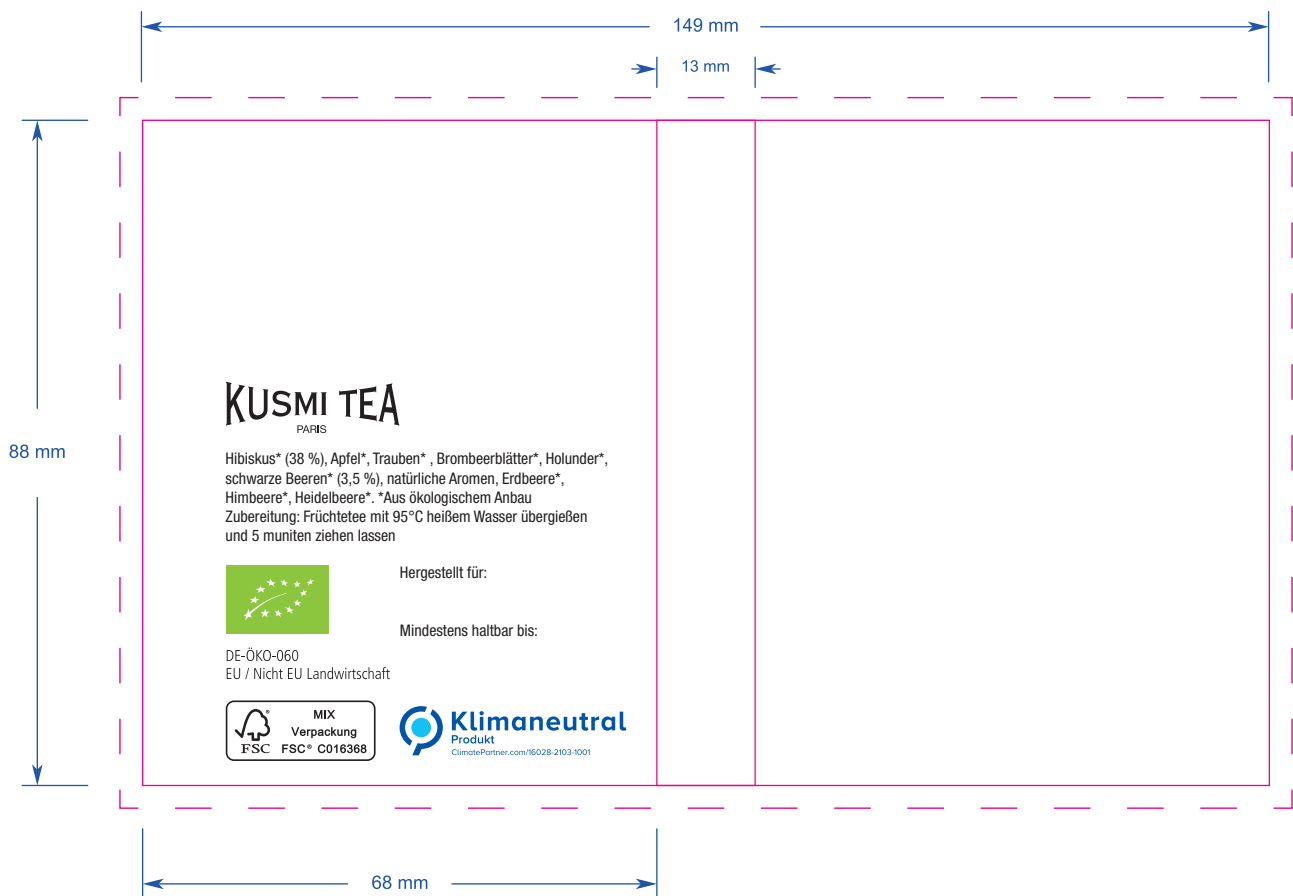 149 mm
13 mm
88 mm
KUSMI TEA
PARIS
Hibiskus* (38 %), Apfel*, Trauben* , Brombeerblätter*, Holunder*,
schwarze Beeren* (3,5 %), natürliche Aromen, Erdbeere*,
Himbeere*, Heidelbeere*. *Aus ökologischem Anbau
Zubereitung: Früchtetee mit 95°C heißem Wasser übergießen
und 5 muniten ziehen lassen
Hergestellt für:
Mindestens haltbar bis:
DE-ÖKO-060
EU / Nicht EU Landwirtschaft
FSC
MIX
Verpackung
FSC® C016368
Klimaneutral
Produkt
ClimatePartner.com/16028-2103-1001
68 mm